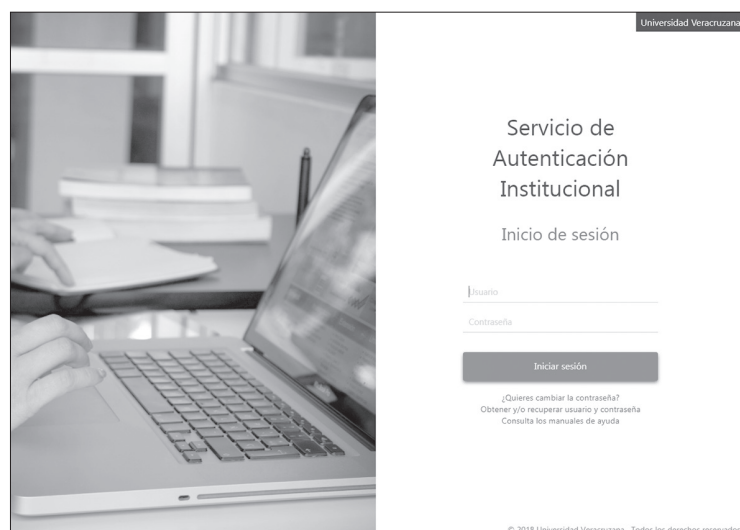 Universidad Veracruzana
Servicio de
Autenticación
Institucional
Inicio de sesión
Usuario
Contraseña
Iniciar sesión
¿Quieres cambiar la contraseña?
Obtener y/o recuperar usuario y contraseña
Consulta los manuales de ayuda
© 2018 Universidad Veracruzana. Todos los derechos reservados